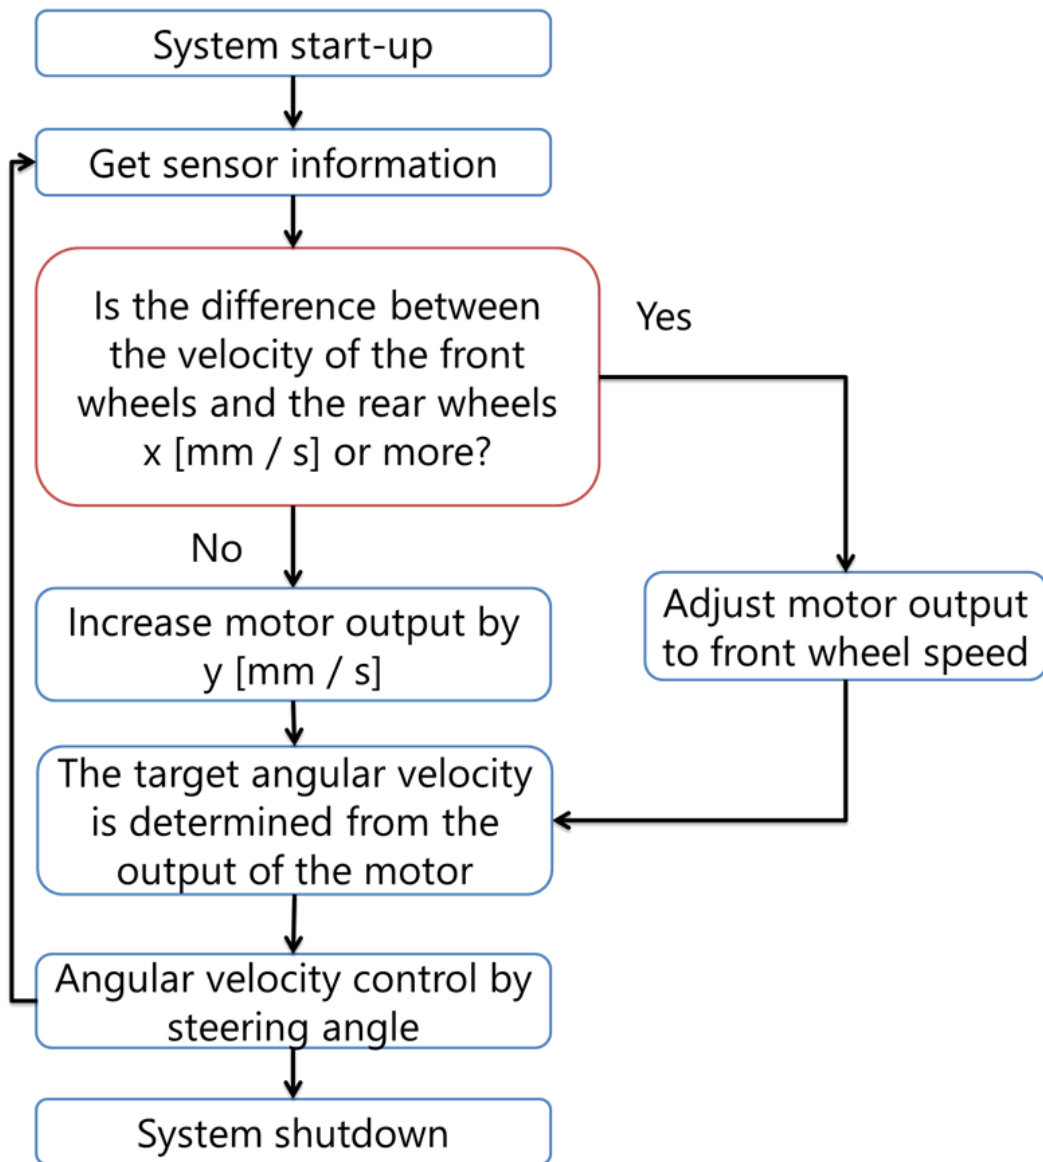 System start-up
Get sensor information
Is the difference between
the velocity of the front
wheels and the rear wheels
x [mm / s] or more?
Yes
No
Increase motor output by
y [mm / s]
Adjust motor output
to front wheel speed
The target angular velocity
is determined from the
output of the motor
Angular velocity control by
steering angle
System shutdown